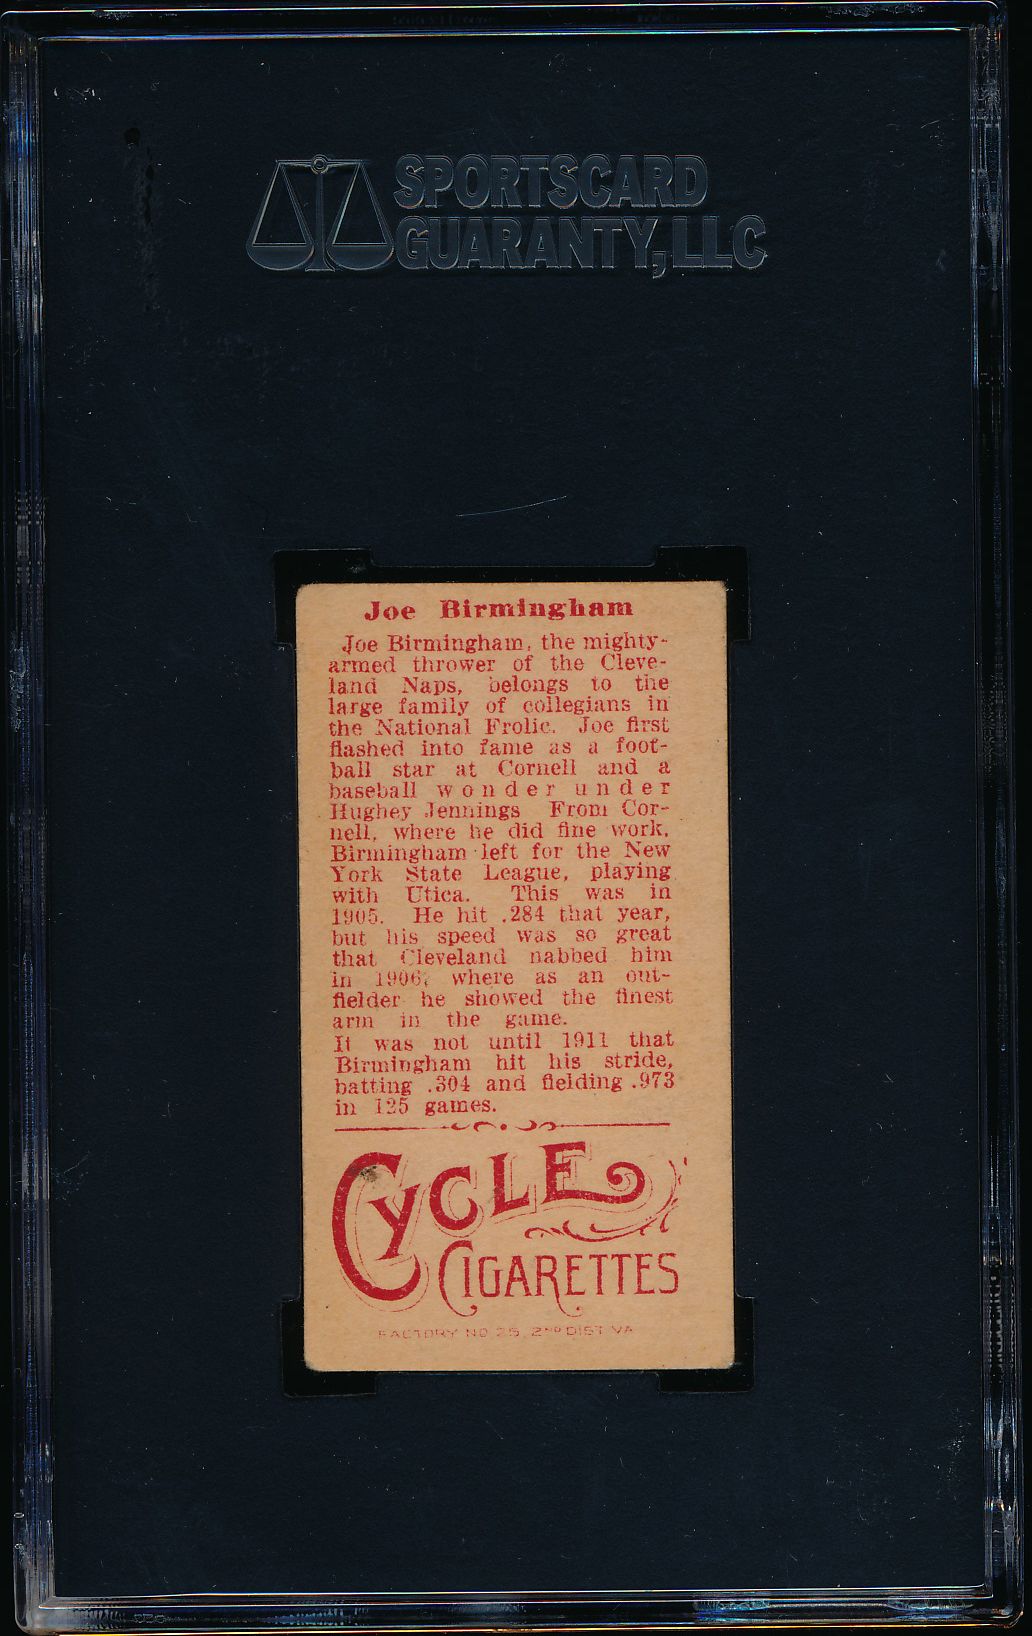 SPORTSCARD
GUARANTY, LLC
Joe Birmingham
Joe Birmingham, the mighty-
armed thrower of the Cleve-
land Naps, belongs to the
large family of collegians in
the National Frolic. Joe first
flashed into fame as a foot-
ball star at Cornell and a
baseball wonder under
Hughey Jennings From Cor-
nell, where he did fine work,
Birmingham left for the New
York State League, playing
with Utica. This was in
1905. He hit .284 that year,
but his speed was so great
that Cleveland nabbed him
in 1906, where as an out-
fielder he showed the finest
arm in the game.
It was not until 1911 that
Birmingham hit his stride,
batting .304 and fielding .973
in 125 games.
CYCLE
CIGARETTES
FACTORY NO 25, 2ND DIST VA